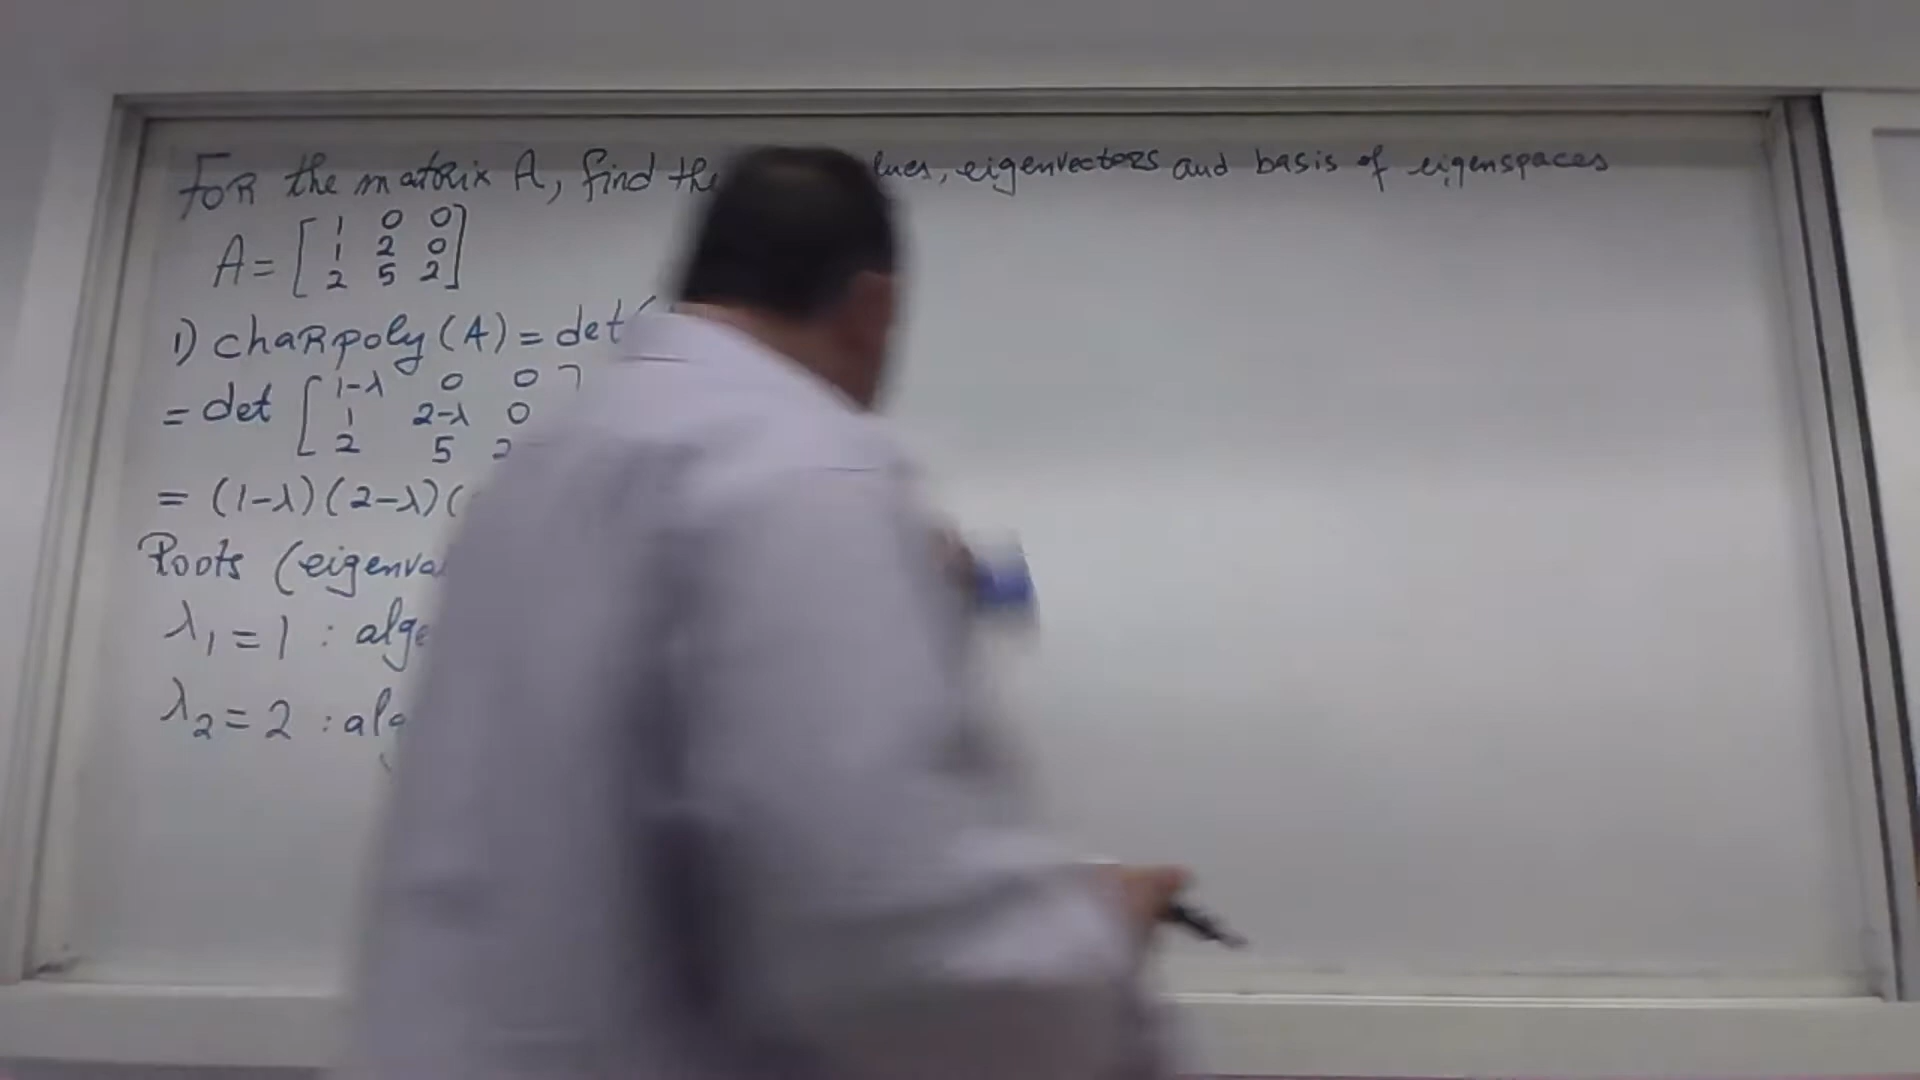 FOR the matrix A, find the lues, eigenvectors and basis of eigenspaces
A = [ 1 0 0
1 2 0
2 5 2 ]
1) charpoly (A) = det(
= det [ 1-λ 0 0 ]
1 2-λ 0
2 5 2
= (1-λ)(2-λ)(
Roots (eigenva
λ₁ = 1 : alge
λ₂ = 2 : alg